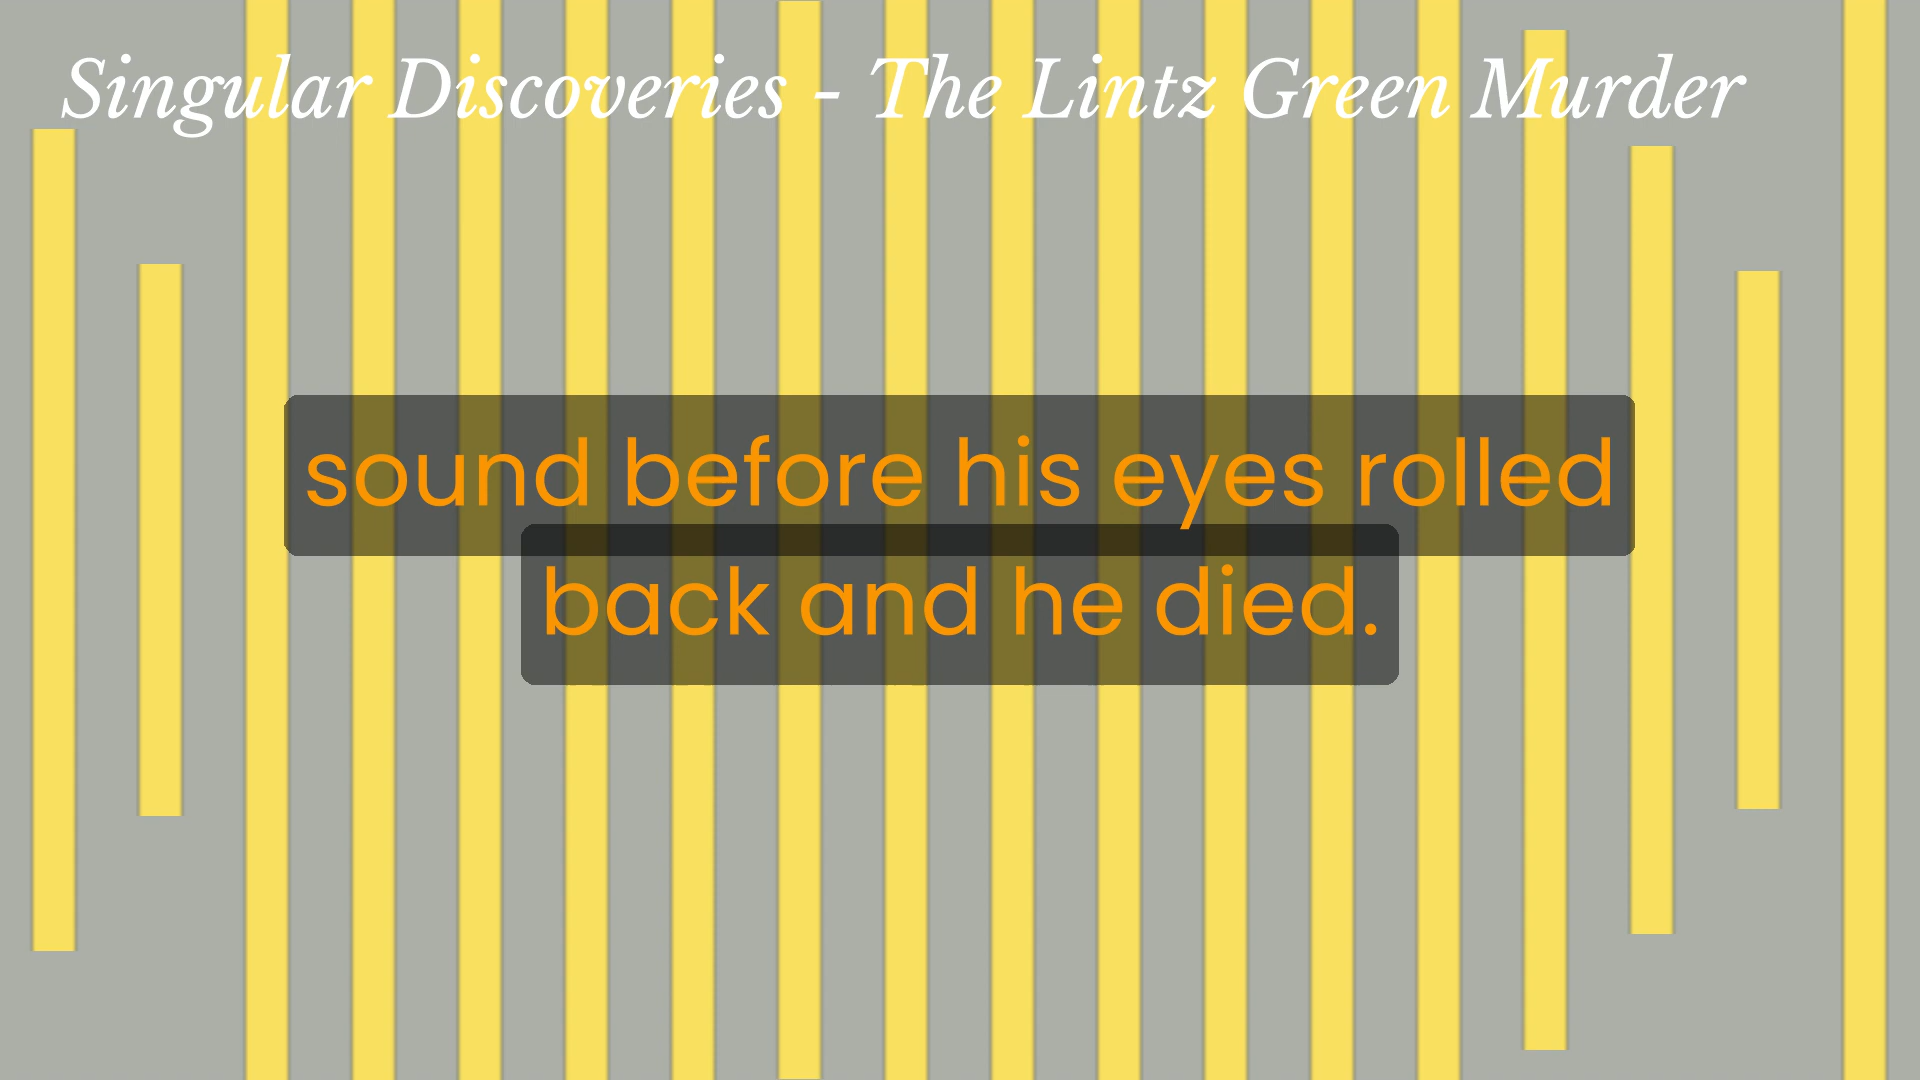 Singular Discoveries - The Lintz Green Murder
sound before his eyes rolled
back and he died.